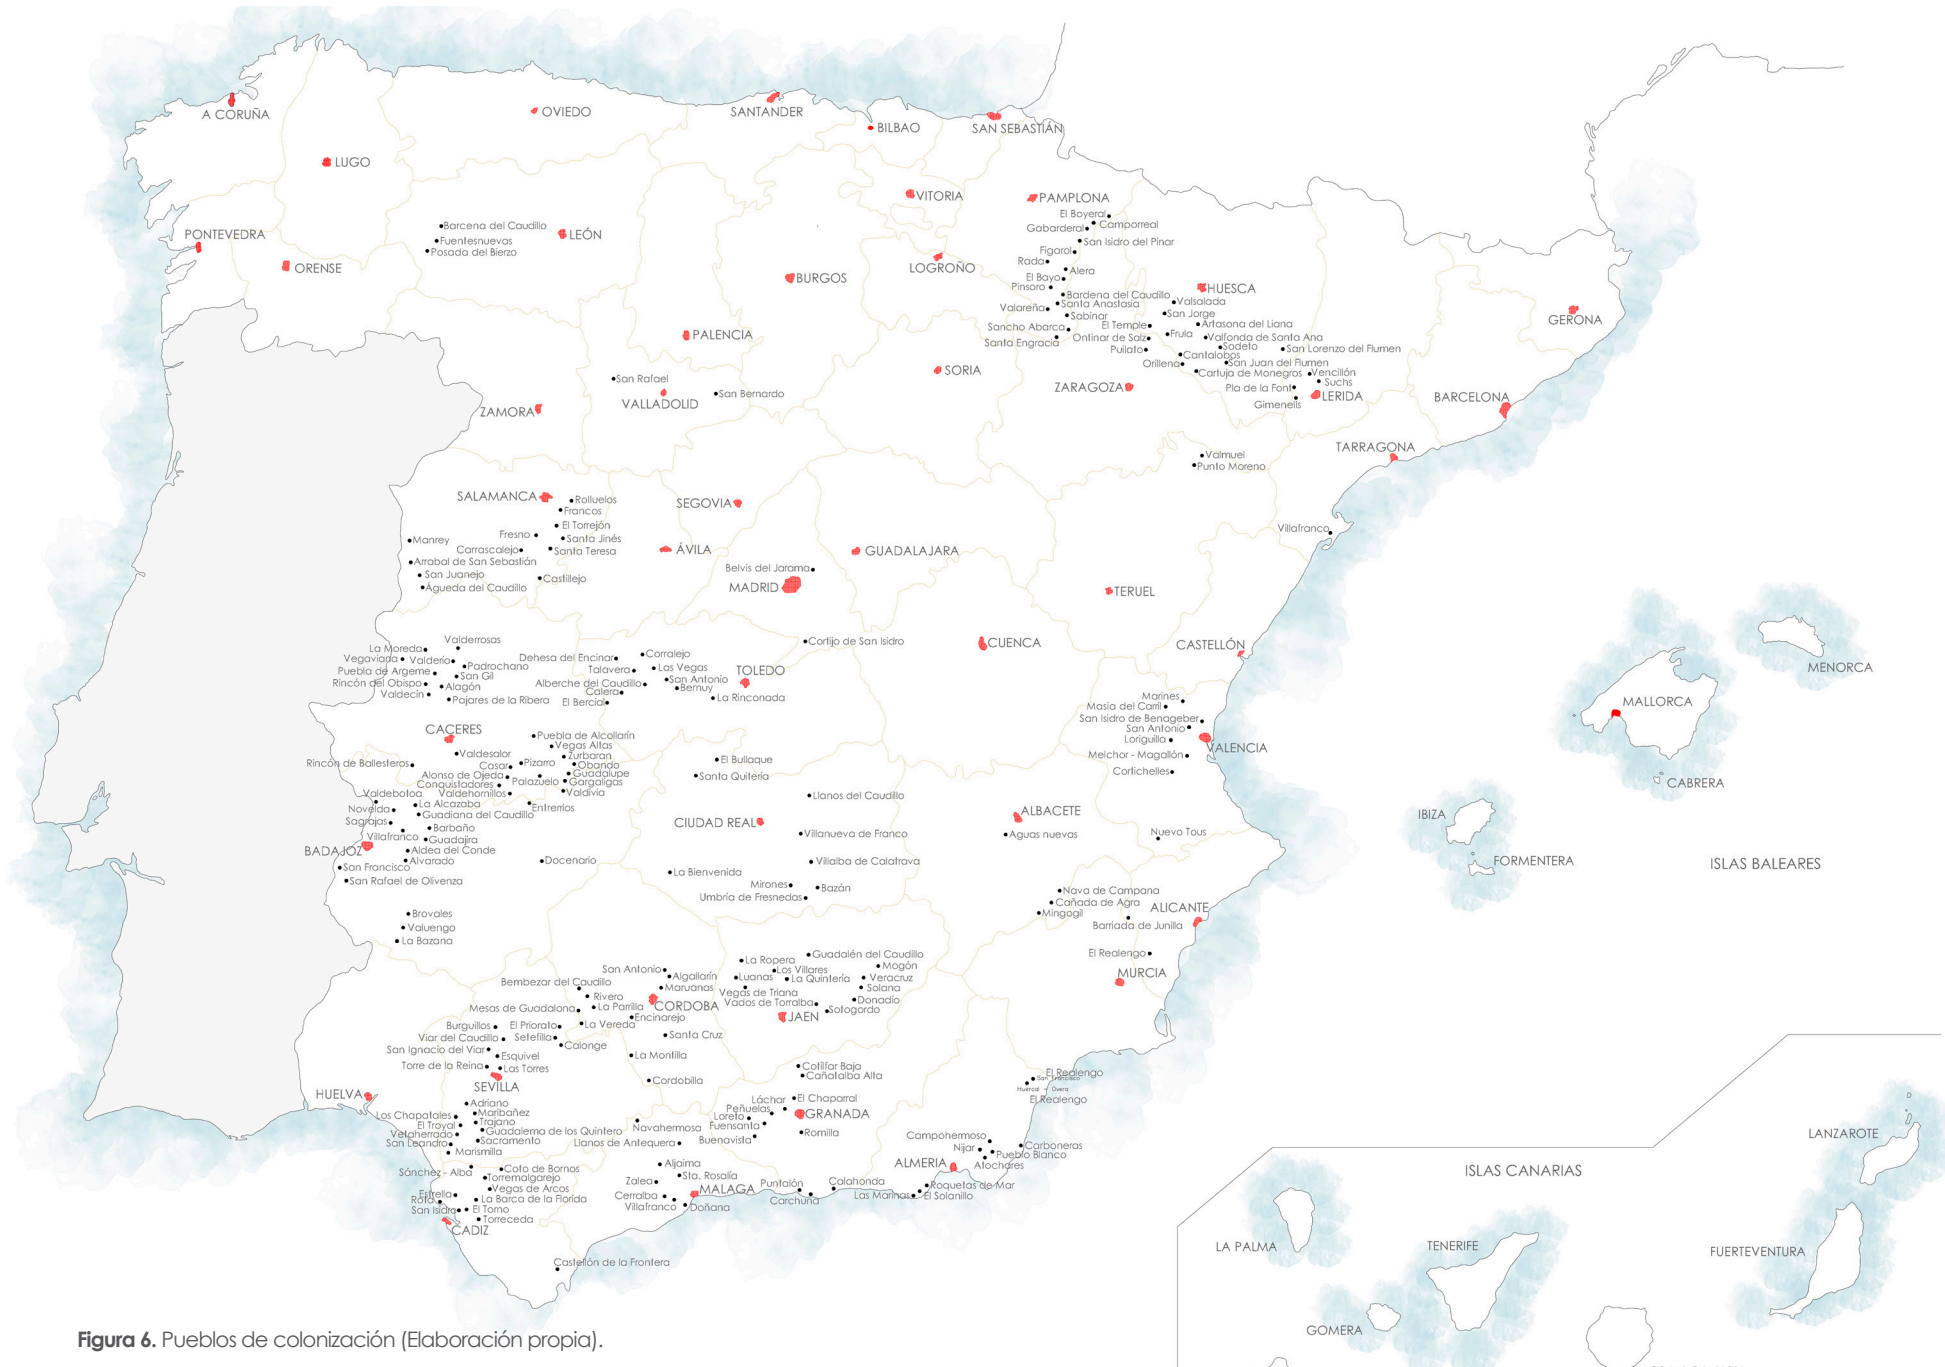 A CORUÑA
OVIEDO
SANTANDER
BILBAO
SAN SEBASTIÁN
LUGO
VITORIA
PAMPLONA
El Boyeral
Camporreal
Gabarderal
San Isidro del Pinar
Figarol
Rada
Alera
El Bayo
Pinsoro
Bardena del Caudillo
Santa Anastasia
Valareña
Sabinar
Sancho Abarca
Santa Engracia
Barcena del Caudillo
Fuentesnuevas
Posada del Bierzo
LEÓN
PONTEVEDRA
ORENSE
BURGOS
LOGROÑO
HUESCA
Valsalada
San Jorge
El Temple
Artasona del Llana
Ontinar de Salz
Frula
Valfonda de Santa Ana
Puilato
Sodeto
San Lorenzo del Flumen
Cantalobos
Orillena
San Juan del Flumen
Cartuja de Monegros
Vencillón
Suchs
Pla de la Font
Gimenells
LERIDA
GERONA
BARCELONA
TARRAGONA
PALENCIA
SORIA
ZARAGOZA
San Rafael
VALLADOLID
San Bernardo
ZAMORA
Valmuel
Punto Moreno
SALAMANCA
Rolluelos
Francos
El Torrejón
Fresno
Santa Jinés
Carrascalejo
Santa Teresa
Manrey
Arrabal de San Sebastián
San Juanejo
Águeda del Caudillo
Castillejo
SEGOVIA
ÁVILA
GUADALAJARA
Belvis del Jarama
MADRID
Villafranco
TERUEL
CUENCA
CASTELLÓN
Cortijo de San Isidro
Valderrosas
La Moreda
Vegaviana
Valderío
Padrochano
Puebla de Argeme
San Gil
Rincón del Obispo
Alagón
Valdecín
Pajares de la Ribera
Corralejo
Dehesa del Encinar
Talavera
Las Vegas
San Antonio
Alberche del Caudillo
Bernuy
Calera
El Bercial
La Rinconada
TOLEDO
Marines
Masia del Carril
San Isidro de Benageber
San Antonio
Loriguilla
VALENCIA
Melchor - Magallón
Cortichelles
MENORCA
MALLORCA
CABRERA
IBIZA
FORMENTERA
ISLAS BALEARES
CACERES
Puebla de Alcollarín
Vegas Altas
Valdesalor
Zurbaran
Rincón de Ballesteros
Casar
Pizarro
Obando
Alonso de Ojeda
Guadalupe
Conquistadores
Palazuelo
Gargaligas
Valdehornillos
Valdivia
Entrerrios
Valdebotoa
La Alcazaba
Novelda
Guadiana del Caudillo
Sagrajas
Barbaño
Villafranco
Guadajira
BADAJOZ
Aldea del Conde
Alvarado
San Francisco
San Rafael de Olivenza
Docenario
Brovales
Valuengo
La Bazana
El Bullaque
Santa Quitería
Llanos del Caudillo
CIUDAD REAL
Villanueva de Franco
Villalba de Calatrava
La Bienvenida
Mirones
Bazán
Umbría de Fresnedas
ALBACETE
Aguas nuevas
Nuevo Tous
Nava de Campana
Cañada de Agra
Mingogil
ALICANTE
Barriada de Junilla
El Realengo
MURCIA
San Antonio
Algallarín
Bembezar del Caudillo
Maruanas
Rivero
La Parrilla
Mesas de Guadalona
CORDOBA
Encinarejo
La Vereda
Santa Cruz
La Montilla
Cordobilla
La Ropera
Guadalén del Caudillo
Los Villares
Mogón
Luanas
La Quintería
Veracruz
Vegas de Triana
Solana
Vados de Torralba
Donadío
Sotogordo
JAEN
Burguillos
El Priorato
Viar del Caudillo
Setefilla
San Ignacio del Viar
Calonge
Esquivel
Torre de la Reina
Las Torres
SEVILLA
HUELVA
Adriano
Los Chapatales
Maribañez
El Troyal
Trajano
Vetaherrado
Guadalema de los Quintero
San Leandro
Sacramento
Marismilla
Sánchez - Alba
Coto de Bornos
Torremalgarejo
Vegas de Arcos
Estrella
Rota
La Barca de la Florida
San Isidro
El Torno
Torreceda
CADIZ
Castellón de la Frontera
Cotilfar Baja
Cañatalba Alta
Láchar
El Chaparral
Peñuelas
Loreto
GRANADA
Fuensanta
Buenavista
Romilla
Navahermosa
Llanos de Antequera
Aljaima
Sta. Rosalía
Zalea
Cerralba
MALAGA
Villafranco
Doñana
Puntalón
Calahonda
Carchuna
El Realengo
San Francisco
Huercal - Overa
El Realengo
Campohermoso
Carboneras
Nijar
Pueblo Blanco
Atochares
ALMERIA
Roquetas de Mar
Las Marinas
El Solanillo
ISLAS CANARIAS
LANZAROTE
LA PALMA
TENERIFE
FUERTEVENTURA
GOMERA
Figura 6. Pueblos de colonización (Elaboración propia).